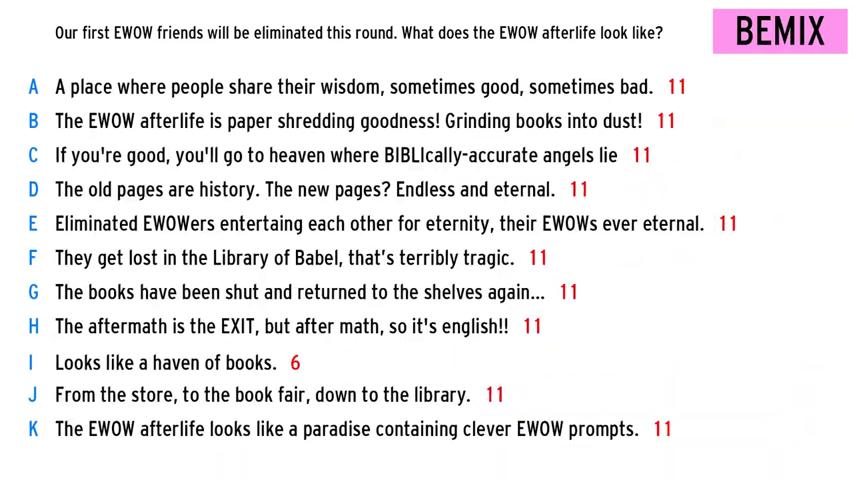 Our first EWOW friends will be eliminated this round. What does the EWOW afterlife look like?
BEMIX
A A place where people share their wisdom, sometimes good, sometimes bad. 11
B The EWOW afterlife is paper shredding goodness! Grinding books into dust! 11
C If you're good, you'll go to heaven where BIBLIcally-accurate angels lie 11
D The old pages are history. The new pages? Endless and eternal. 11
E Eliminated EWOWers entertaing each other for eternity, their EWOWs ever eternal. 11
F They get lost in the Library of Babel, that’s terribly tragic. 11
G The books have been shut and returned to the shelves again... 11
H The aftermath is the EXIT, but after math, so it's english!! 11
I Looks like a haven of books. 6
J From the store, to the book fair, down to the library. 11
K The EWOW afterlife looks like a paradise containing clever EWOW prompts. 11